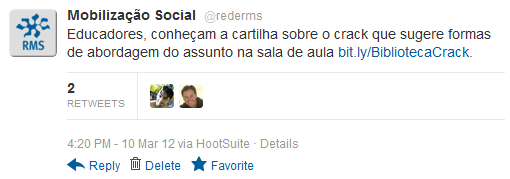 Mobilização Social @rederms
Educadores, conheçam a cartilha sobre o crack que sugere formas
de abordagem do assunto na sala de aula bit.ly/BibliotecaCrack.
RMS
2
RETWEETS
4:20 PM - 10 Mar 12 via HootSuite · Details
Reply Delete Favorite